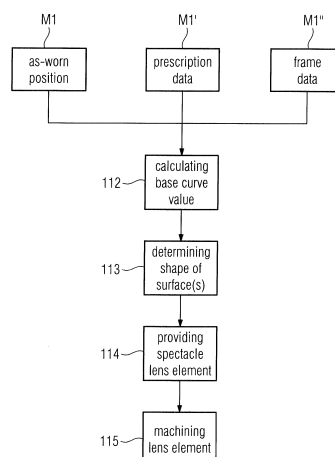 M1 M1' M1"
as-worn prescription frame
position data data
112 calculating
base curve
value
113 determining
shape of
surface(s)
114 providing
spectacle
lens element
115 machining
lens element